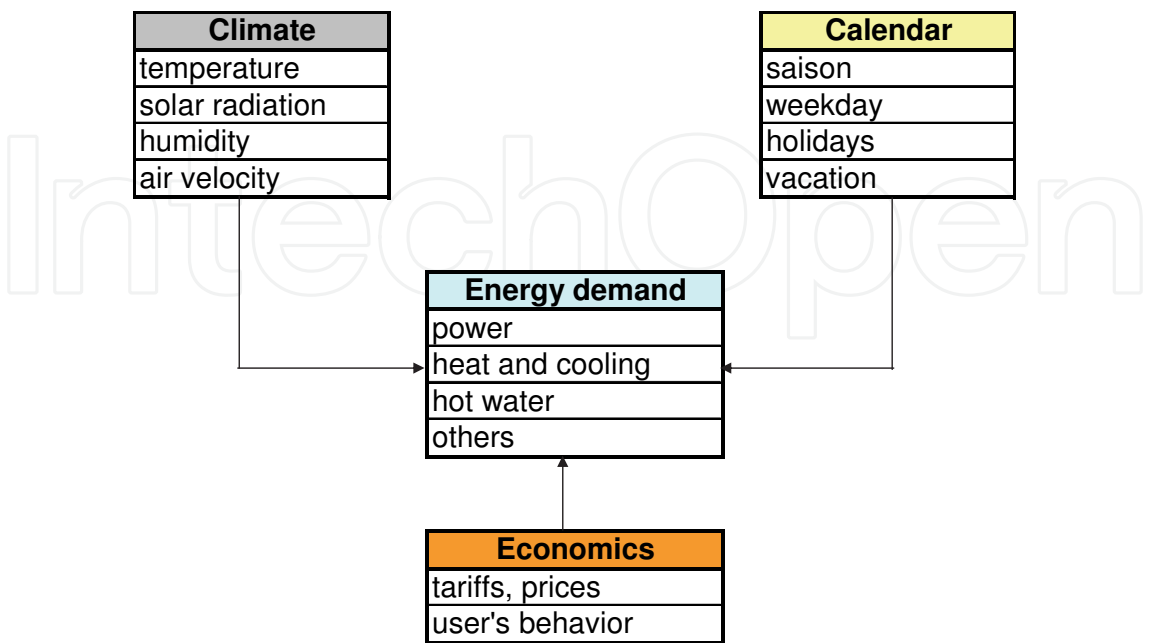 Climate
temperature
solar radiation
humidity
air velocity
Calendar
saison
weekday
holidays
vacation
IntechOpen
Energy demand
power
heat and cooling
hot water
others
Economics
tariffs, prices
user's behavior